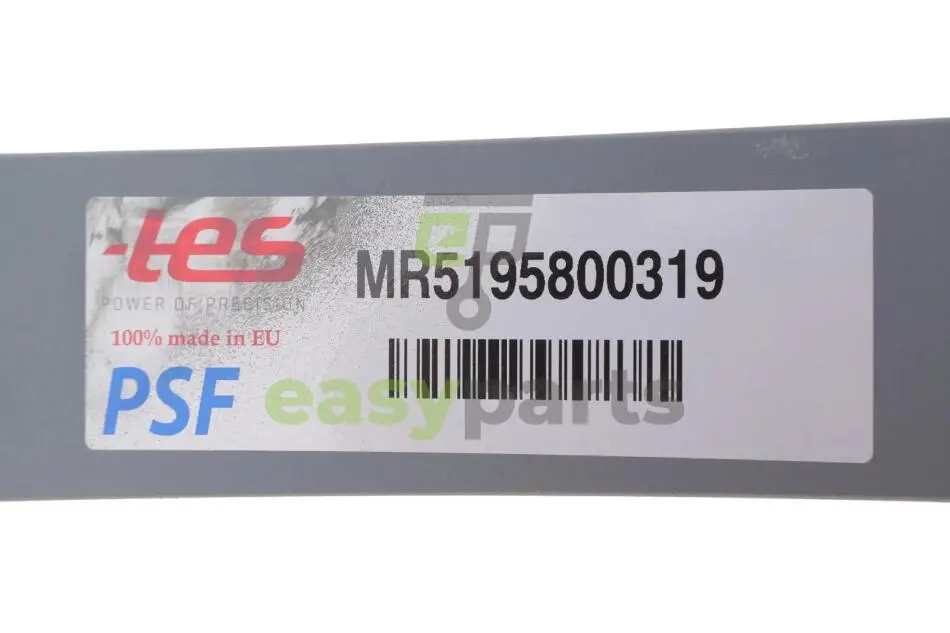 tes
POWER OF PRECISION
100% made in EU
PSF
MR5195800319
easyparts